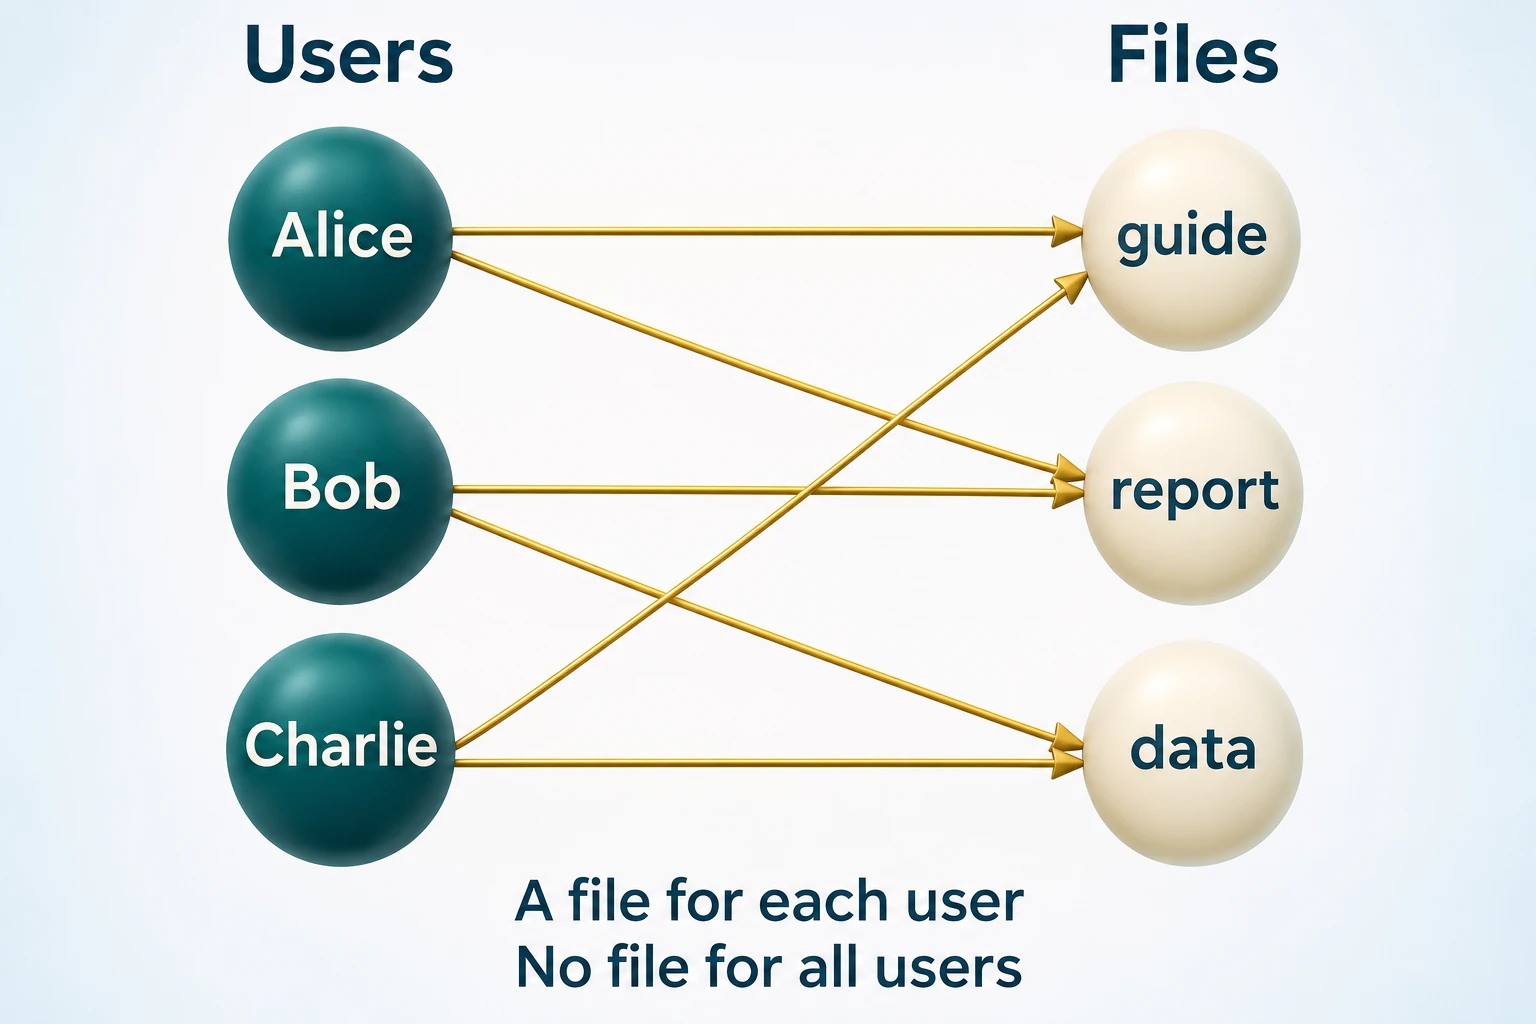 Users
Files
Alice
guide
Bob
report
Charlie
data
A file for each user
No file for all users